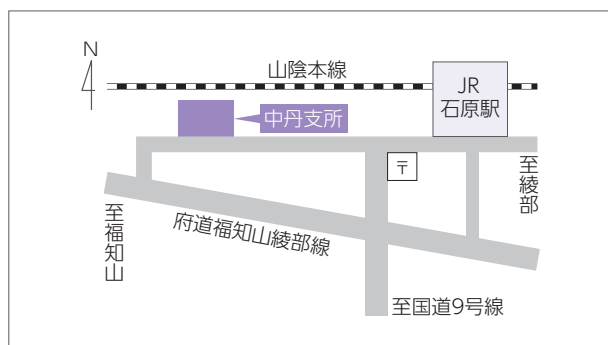 N
山陰本線
JR
石原駅
中丹支所
〒
至綾部
至福知山
府道福知山綾部線
至国道9号線